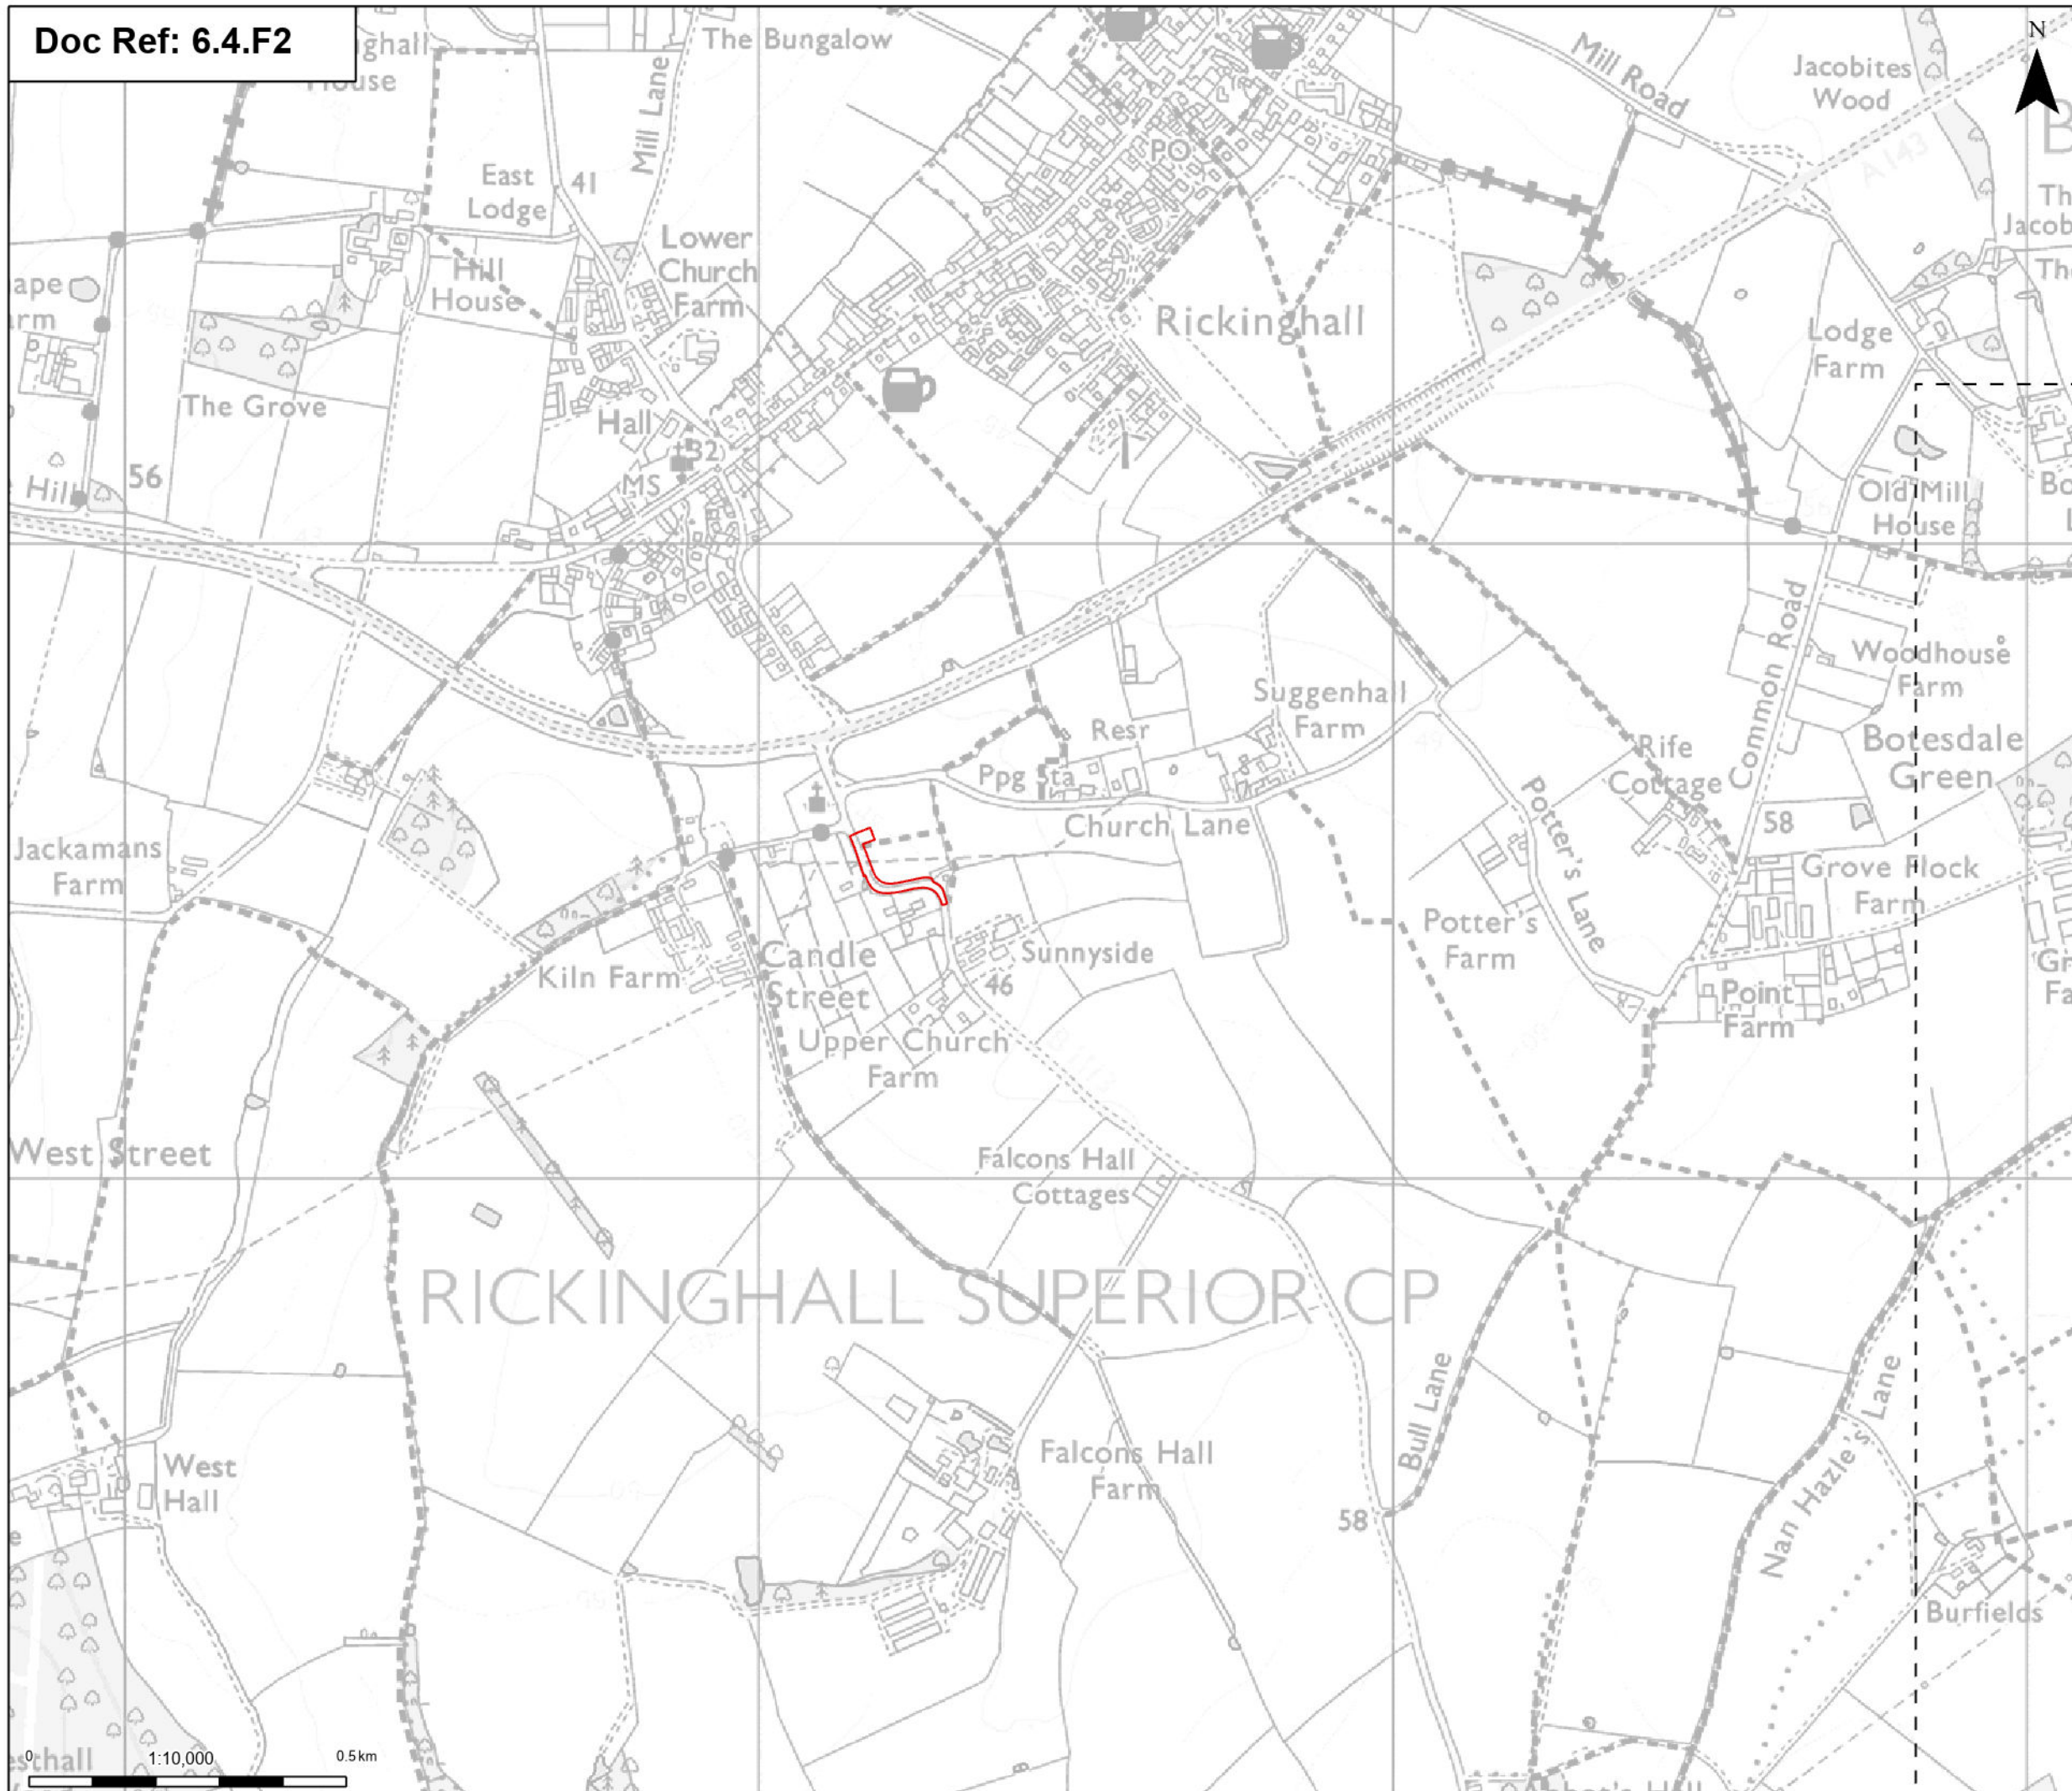 Doc Ref: 6.4.F2
House
The Bungalow
Mill Lane
Mill Road
Jacobites
Wood
N
A 143
PO
East
Lodge
41
Lower
Church
Farm
Hill
House
Rickinghall
Lodge
Farm
The Grove
Hall
32
MS
Hill
56
Old Mill
House
Common Road
Woodhouse
Farm
Suggenhall
Farm
Resr
Ppg Sta
Rife
Cottage
Botesdale
Green
Church Lane
Potter's Lane
58
Jackamans
Farm
Grove Flock
Farm
Potter's
Farm
Candle
Street
Sunnyside
Kiln Farm
46
Point
Farm
Upper Church
Farm
B 1113
West Street
Falcons Hall
Cottages
RICKINGHALL SUPERIOR CP
Bull Lane
Nan Hazle's Lane
West
Hall
Falcons Hall
Farm
58
Burfields
0
1:10,000
0.5 km